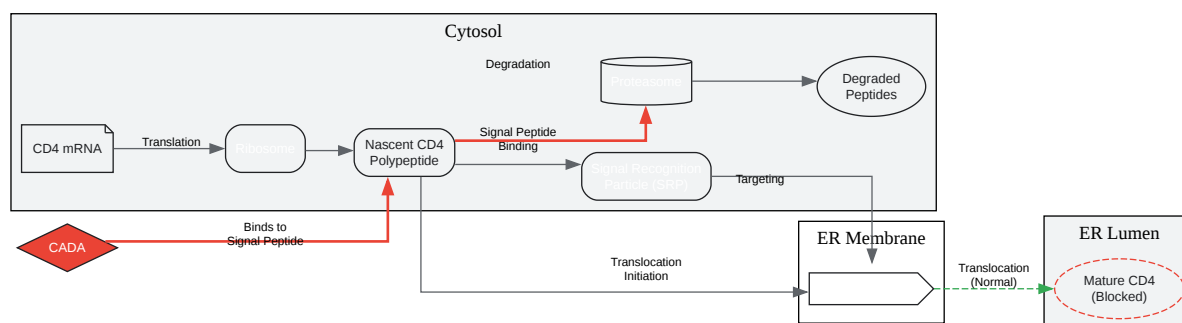 Cytosol
Degradation
Proteasome
Degraded
Peptides
CD4 mRNA
Translation
Ribosome
Nascent CD4
Polypeptide
Signal Peptide
Binding
Signal Recognition
Particle (SRP)
Targeting
CADA
Binds to
Signal Peptide
Translocation
Initiation
ER Membrane
Translocation
(Normal)
ER Lumen
Mature CD4
(Blocked)